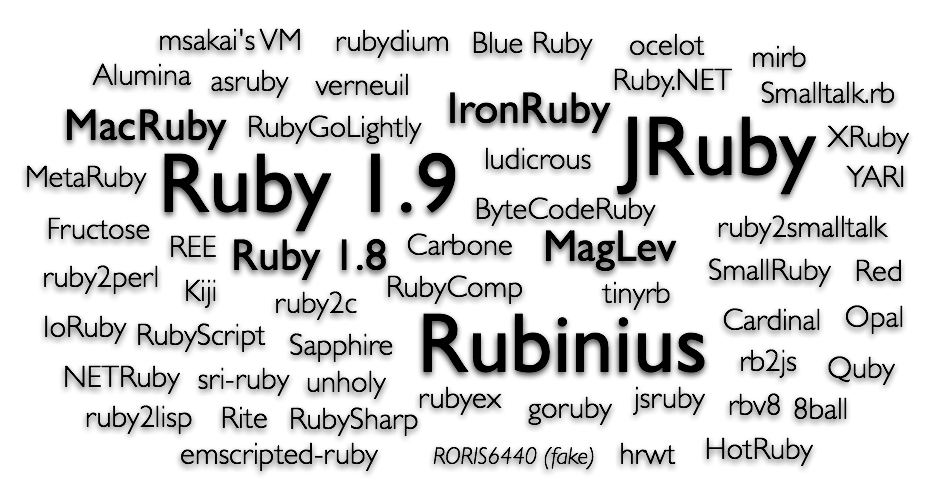 msakai's VM rubydium Blue Ruby ocelot mirb
Alumina asruby verneuil Ruby.NET Smalltalk.rb
MacRuby RubyGoLightly IronRuby JRuby XRuby
MetaRuby Ruby 1.9 ludicrous YARI
ByteCodeRuby
Fructose REE Ruby 1.8 Carbone MagLev ruby2smalltalk
ruby2perl Kiji ruby2c RubyComp tinyrb SmallRuby Red
IoRuby RubyScript Sapphire Rubinius Cardinal Opal
NETRuby sri-ruby unholy rb2js Quby
ruby2lisp Rite RubySharp rubyex goruby jsruby rbv8 8ball
emscripted-ruby RORIS6440 (fake) hrwt HotRuby